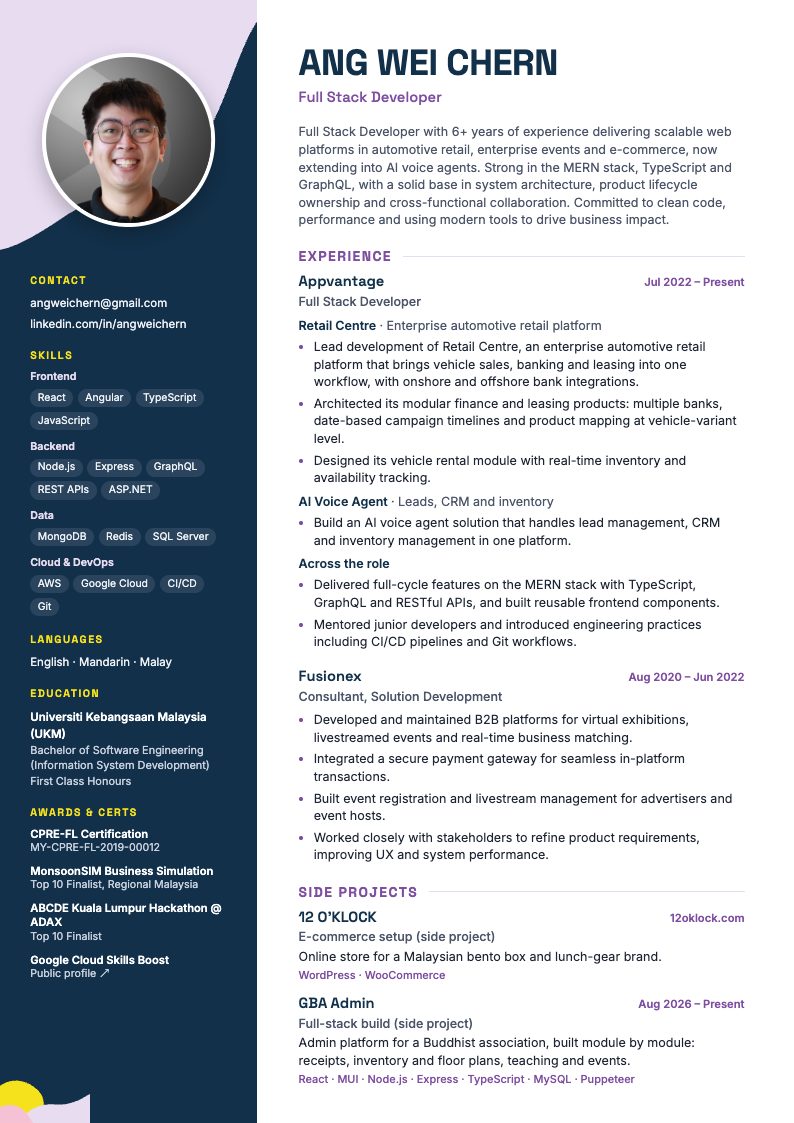 CONTACT
angweichern@gmail.com
linkedin.com/in/angweichern
SKILLS
Frontend
React Angular TypeScript
JavaScript
Backend
Node.js Express GraphQL
REST APIs ASP.NET
Data
MongoDB Redis SQL Server
Cloud & DevOps
AWS Google Cloud CI/CD
Git
LANGUAGES
English · Mandarin · Malay
EDUCATION
Universiti Kebangsaan Malaysia
(UKM)
Bachelor of Software Engineering
(Information System Development)
First Class Honours
AWARDS & CERTS
CPRE-FL Certification
MY-CPRE-FL-2019-00012
MonsoonSIM Business Simulation
Top 10 Finalist, Regional Malaysia
ABCDE Kuala Lumpur Hackathon @
ADAX
Top 10 Finalist
Google Cloud Skills Boost
Public profile ↗
ANG WEI CHERN
Full Stack Developer
Full Stack Developer with 6+ years of experience delivering scalable web
platforms in automotive retail, enterprise events and e-commerce, now
extending into AI voice agents. Strong in the MERN stack, TypeScript and
GraphQL, with a solid base in system architecture, product lifecycle
ownership and cross-functional collaboration. Committed to clean code,
performance and using modern tools to drive business impact.
EXPERIENCE
Appvantage Jul 2022 – Present
Full Stack Developer
Retail Centre · Enterprise automotive retail platform
• Lead development of Retail Centre, an enterprise automotive retail
platform that brings vehicle sales, banking and leasing into one
workflow, with onshore and offshore bank integrations.
• Architected its modular finance and leasing products: multiple banks,
date-based campaign timelines and product mapping at vehicle-variant
level.
• Designed its vehicle rental module with real-time inventory and
availability tracking.
AI Voice Agent · Leads, CRM and inventory
• Build an AI voice agent solution that handles lead management, CRM
and inventory management in one platform.
Across the role
• Delivered full-cycle features on the MERN stack with TypeScript,
GraphQL and RESTful APIs, and built reusable frontend components.
• Mentored junior developers and introduced engineering practices
including CI/CD pipelines and Git workflows.
Fusionex Aug 2020 – Jun 2022
Consultant, Solution Development
• Developed and maintained B2B platforms for virtual exhibitions,
livestreamed events and real-time business matching.
• Integrated a secure payment gateway for seamless in-platform
transactions.
• Built event registration and livestream management for advertisers and
event hosts.
• Worked closely with stakeholders to refine product requirements,
improving UX and system performance.
SIDE PROJECTS
12 O'KLOCK 12oklock.com
E-commerce setup (side project)
Online store for a Malaysian bento box and lunch-gear brand.
WordPress · WooCommerce
GBA Admin Aug 2026 – Present
Full-stack build (side project)
Admin platform for a Buddhist association, built module by module:
receipts, inventory and floor plans, teaching and events.
React · MUI · Node.js · Express · TypeScript · MySQL · Puppeteer